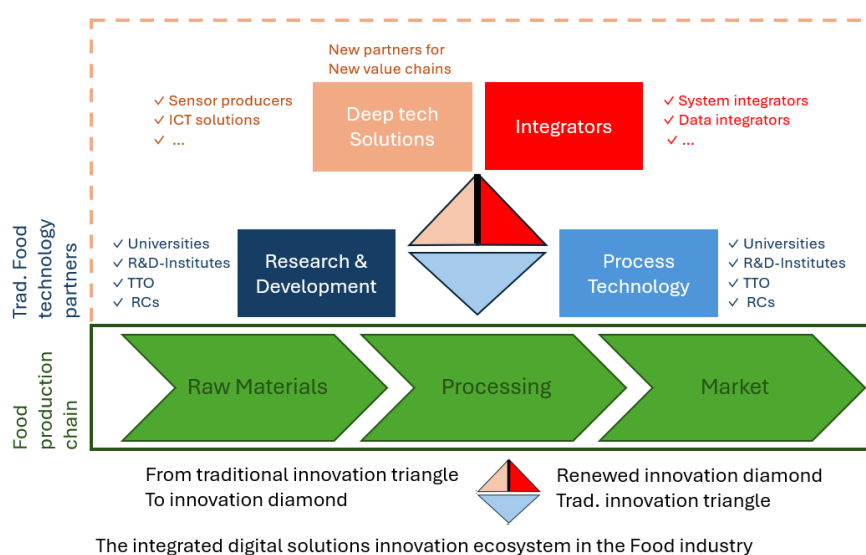 New partners for
New value chains
✓ Sensor producers
✓ ICT solutions
✓ ...
Deep tech
Solutions
Integrators
✓ System integrators
✓ Data integrators
✓ ...
Trad. Food
technology
partners
✓ Universities
✓ R&D-Institutes
✓ TTO
✓ RCs
Research &
Development
Process
Technology
✓ Universities
✓ R&D-Institutes
✓ TTO
✓ RCs
Food
production
chain
Raw Materials
Processing
Market
From traditional innovation triangle
To innovation diamond
Renewed innovation diamond
Trad. innovation triangle
The integrated digital solutions innovation ecosystem in the Food industry